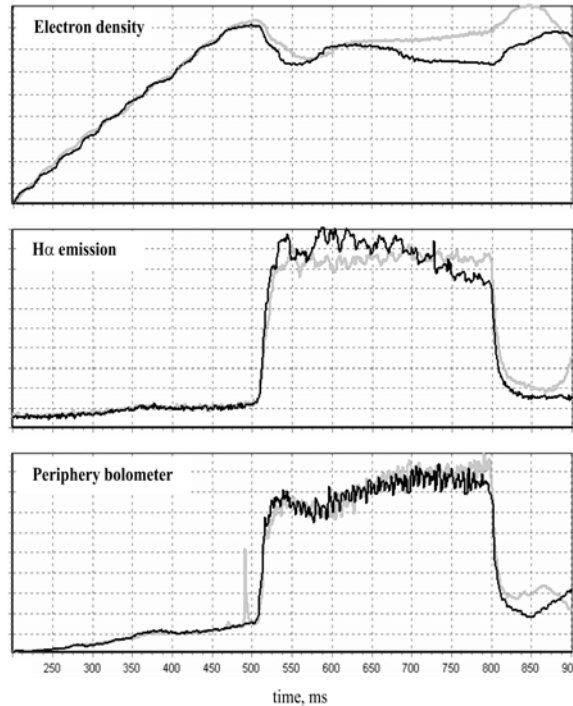 Electron density
Hα emission
Periphery bolometer
250 300 350 400 450 500 550 600 650 700 750 800 850 90
time, ms